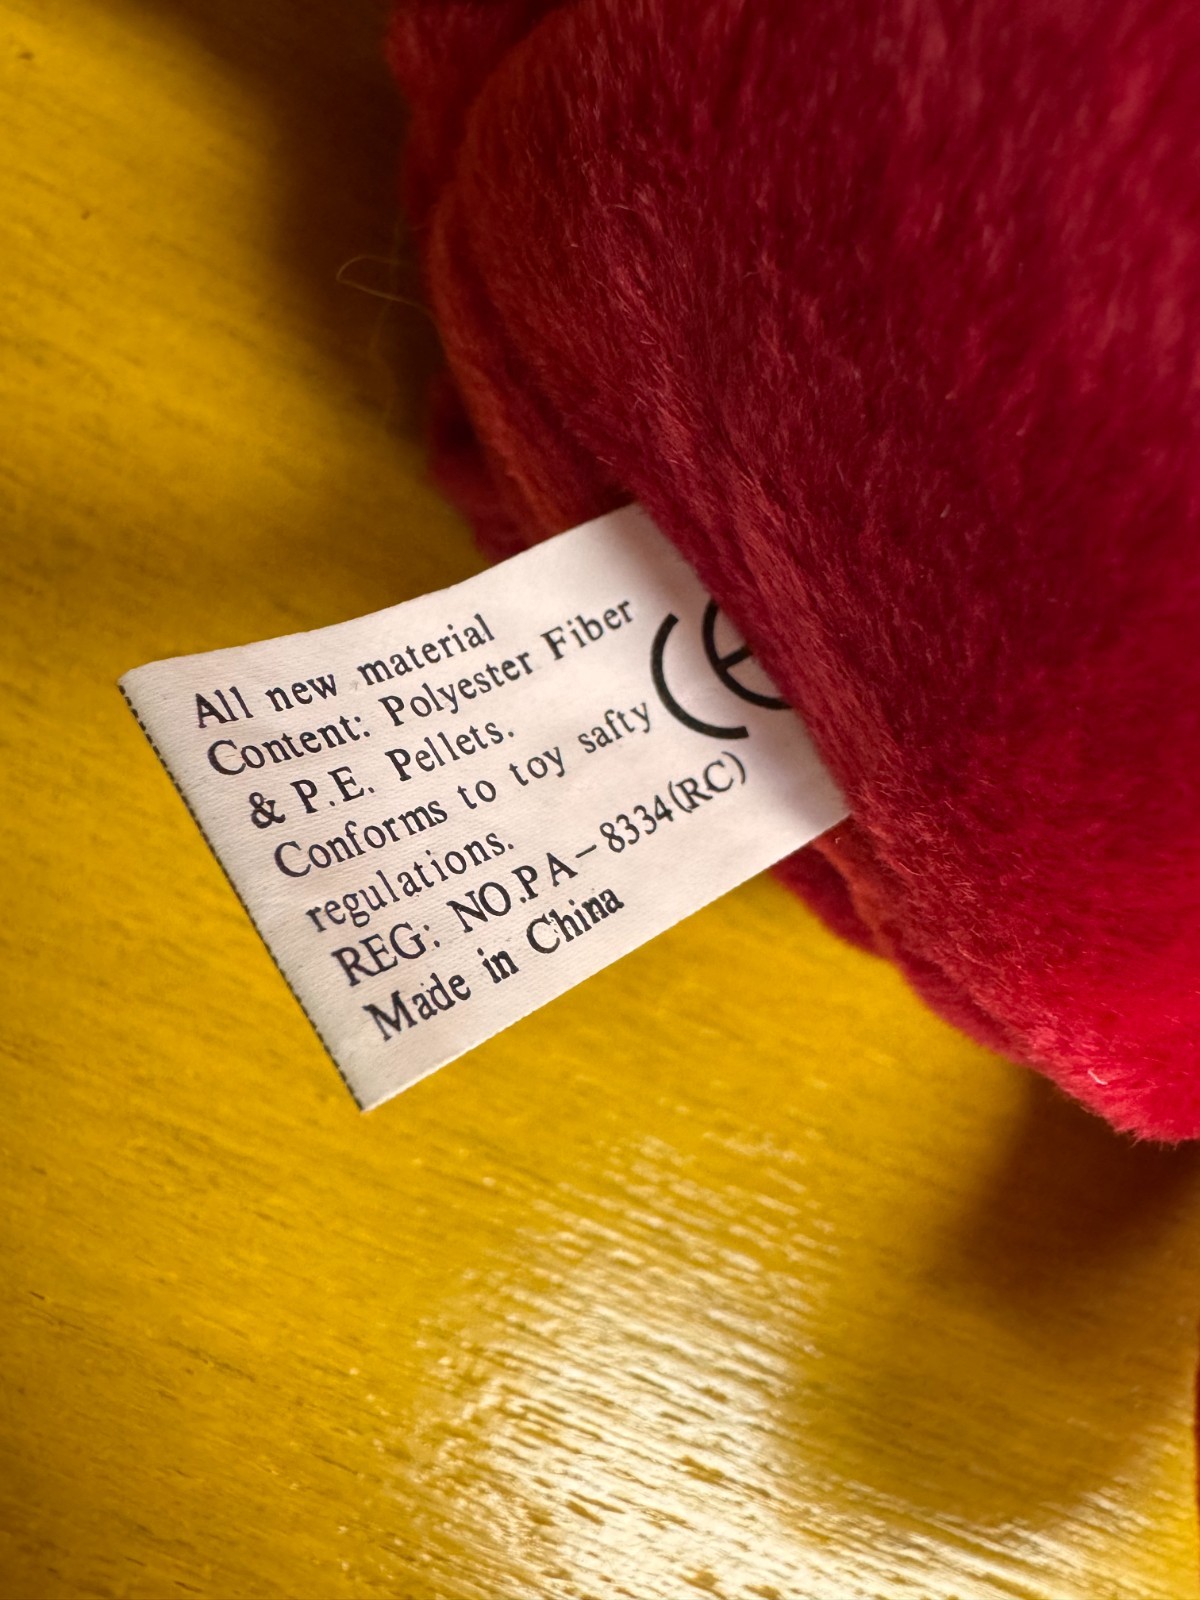 All new material
Content: Polyester Fiber
& P.E. Pellets.
Conforms to toy safty
regulations.
REG: NO.PA-8334(RC)
Made in China
CE